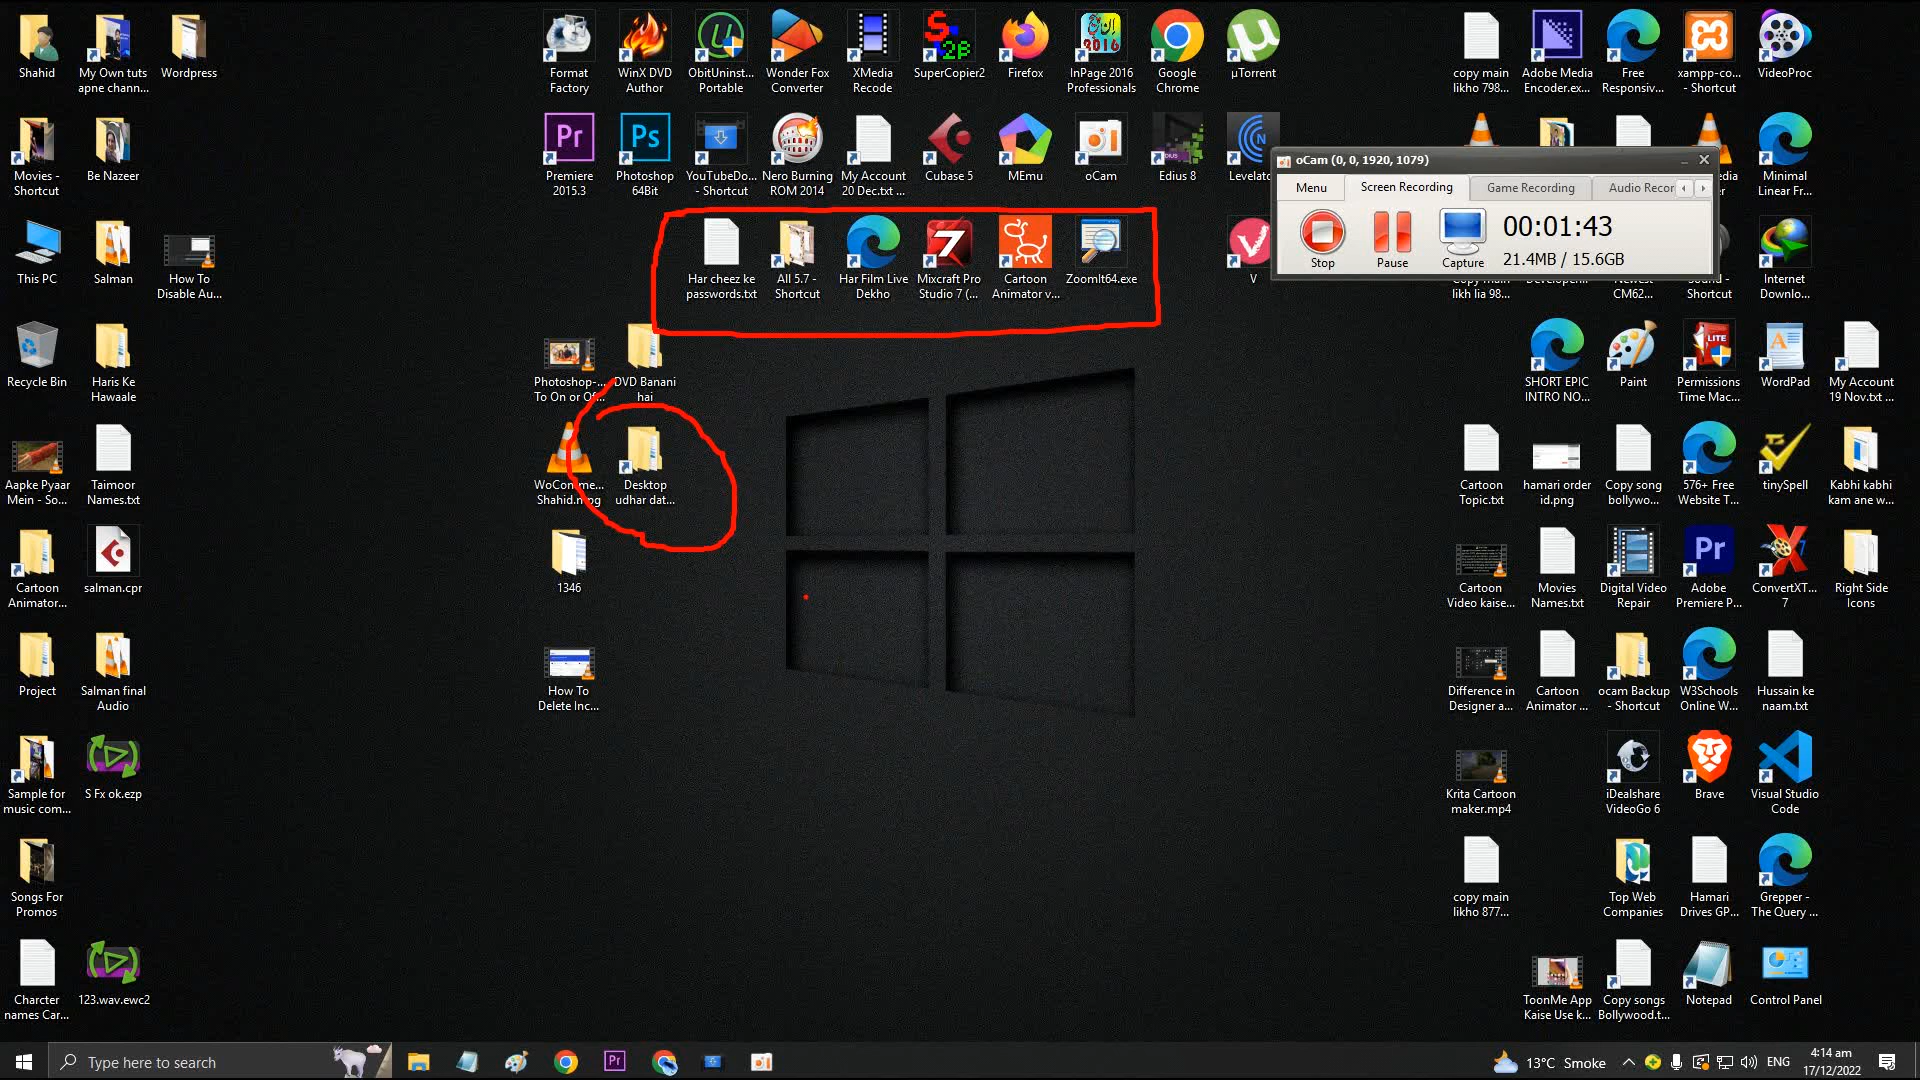 Shahid
My Own tuts
apne chann...
Wordpress
Format
Factory
WinX DVD
Author
ObitUninst...
Portable
Wonder Fox
Converter
XMedia
Recode
SuperCopier2
Firefox
InPage 2016
Professionals
Google
Chrome
µTorrent
copy main
likho 798...
Adobe Media
Encoder.ex...
Free
Responsiv...
xampp-co...
- Shortcut
VideoProc
Movies -
Shortcut
Be Nazeer
Premiere
2015.3
Photoshop
64Bit
YouTubeDo...
- Shortcut
Nero Burning
ROM 2014
My Account
20 Dec.txt ...
Cubase 5
MEmu
oCam
Edius 8
Levelato
Minimal
Linear Fr...
oCam (0, 0, 1920, 1079)
Menu
Screen Recording
Game Recording
Audio Recor
00:01:43
21.4MB / 15.6GB
Stop
Pause
Capture
This PC
Salman
How To
Disable Au...
Har cheez ke
passwords.txt
All 5.7 -
Shortcut
Har Film Live
Dekho
Mixcraft Pro
Studio 7 (...
Cartoon
Animator v...
ZoomIt64.exe
V
likh lia 98...
CM62...
- Shortcut
Internet
Downlo...
Recycle Bin
Haris Ke
Hawaale
Photoshop-...
To On or Of...
DVD Banani
hai
SHORT EPIC
INTRO NO...
Paint
Permissions
Time Mac...
WordPad
My Account
19 Nov.txt ...
Aapke Pyaar
Mein - So...
Taimoor
Names.txt
Shahid.mpg
Desktop
udhar dat...
Cartoon
Topic.txt
hamari order
id.png
Copy song
bollywo...
576+ Free
Website T...
tinySpell
Kabhi kabhi
kam ane w...
Cartoon
Animator...
salman.cpr
1346
Cartoon
Video kaise...
Movies
Names.txt
Digital Video
Repair
Adobe
Premiere P...
ConvertXT...
7
Right Side
Icons
Project
Salman final
Audio
How To
Delete Inc...
Difference in
Designer a...
Cartoon
Animator ...
ocam Backup
- Shortcut
W3Schools
Online W...
Hussain ke
naam.txt
Sample for
music com...
S Fx ok.ezp
Krita Cartoon
maker.mp4
iDealshare
VideoGo 6
Brave
Visual Studio
Code
Songs For
Promos
copy main
likho 877...
Top Web
Companies
Hamari
Drives GP...
Grepper -
The Query ...
Charcter
names Car...
123.wav.ewc2
ToonMe App
Kaise Use k...
Copy songs
Bollywood.t...
Notepad
Control Panel
Type here to search
13°C Smoke
ENG
4:14 am
17/12/2022